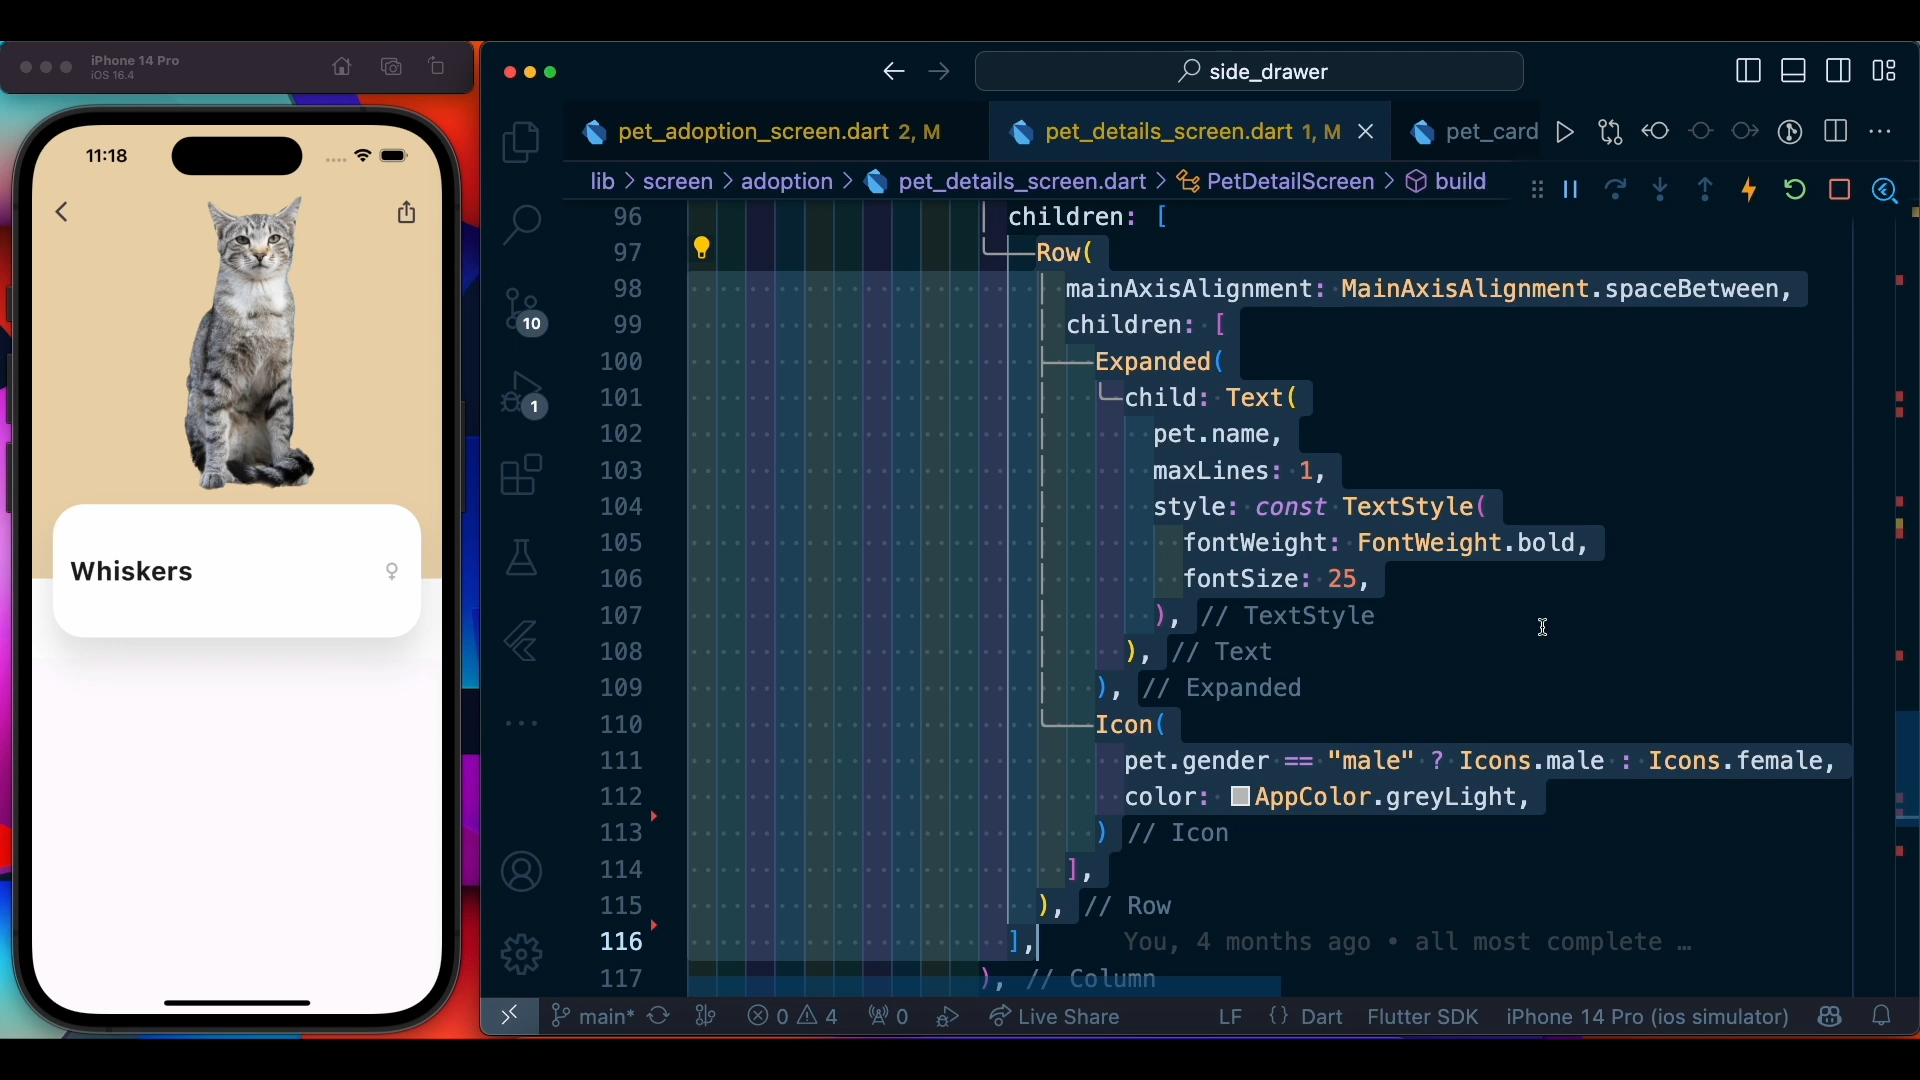 iPhone 14 Pro
iOS 16.4
11:18
Whiskers
side_drawer
pet_adoption_screen.dart 2, M
pet_details_screen.dart 1, M
pet_card
lib > screen > adoption > pet_details_screen.dart > PetDetailScreen > build
10
1
96 children: [
97 Row(
98 mainAxisAlignment: MainAxisAlignment.spaceBetween,
99 children: [
100 Expanded(
101 child: Text(
102 pet.name,
103 maxLines: 1,
104 style: const TextStyle(
105 fontWeight: FontWeight.bold,
106 fontSize: 25,
107 ), // TextStyle
108 ), // Text
109 ), // Expanded
110 Icon(
111 pet.gender == "male" ? Icons.male : Icons.female,
112 color: AppColor.greyLight,
113 ) // Icon
114 ],
115 ), // Row
116 ], You, 4 months ago • all most complete …
117 ), // Column
main* 0 4 0 Live Share LF {} Dart Flutter SDK iPhone 14 Pro (ios simulator)